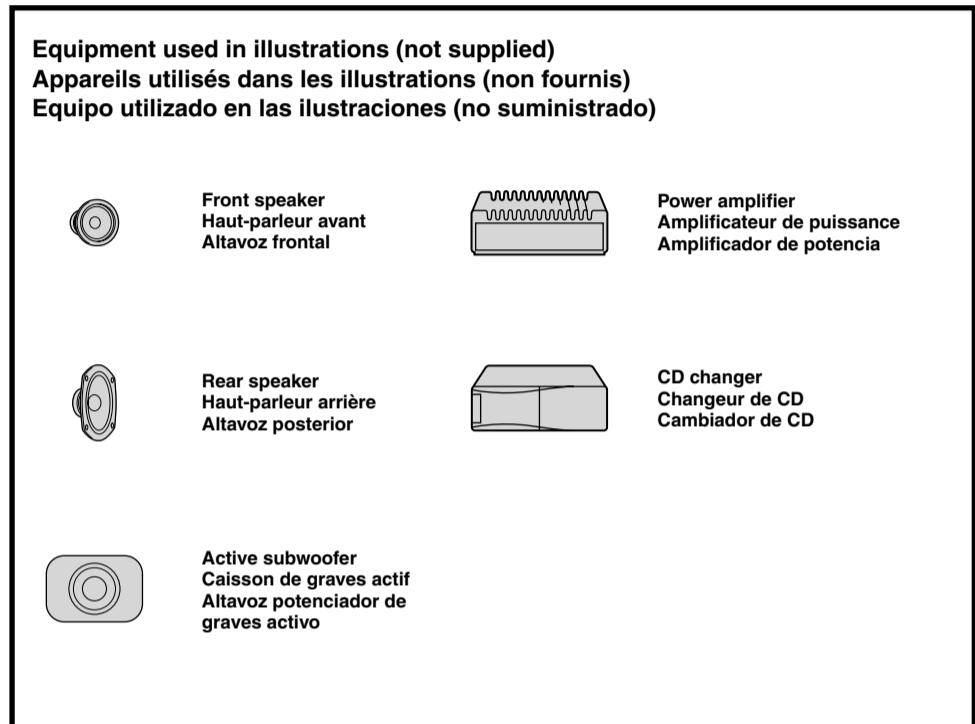 Equipment used in illustrations (not supplied)
Appareils utilisés dans les illustrations (non fournis)
Equipo utilizado en las ilustraciones (no suministrado)
Front speaker
Haut-parleur avant
Altavoz frontal
Power amplifier
Amplificateur de puissance
Amplificador de potencia
Rear speaker
Haut-parleur arrière
Altavoz posterior
CD changer
Changeur de CD
Cambiador de CD
Active subwoofer
Caisson de graves actif
Altavoz potenciador de
graves activo